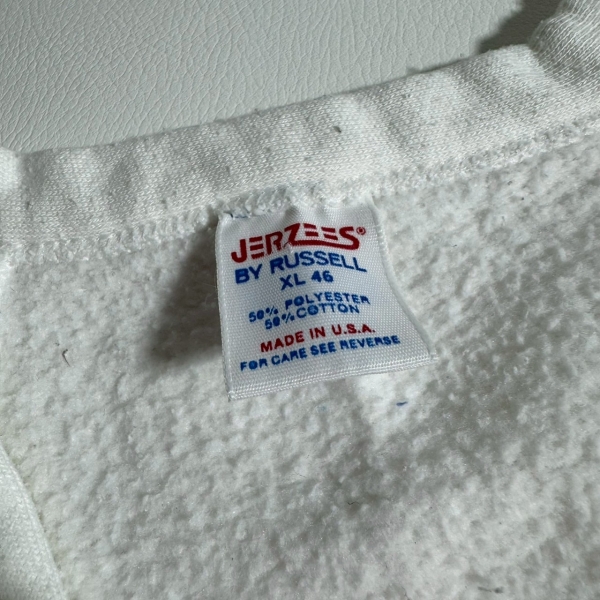 JERZEES®
BY RUSSELL
XL 46
50% POLYESTER
50% COTTON
MADE IN U.S.A.
FOR CARE SEE REVERSE